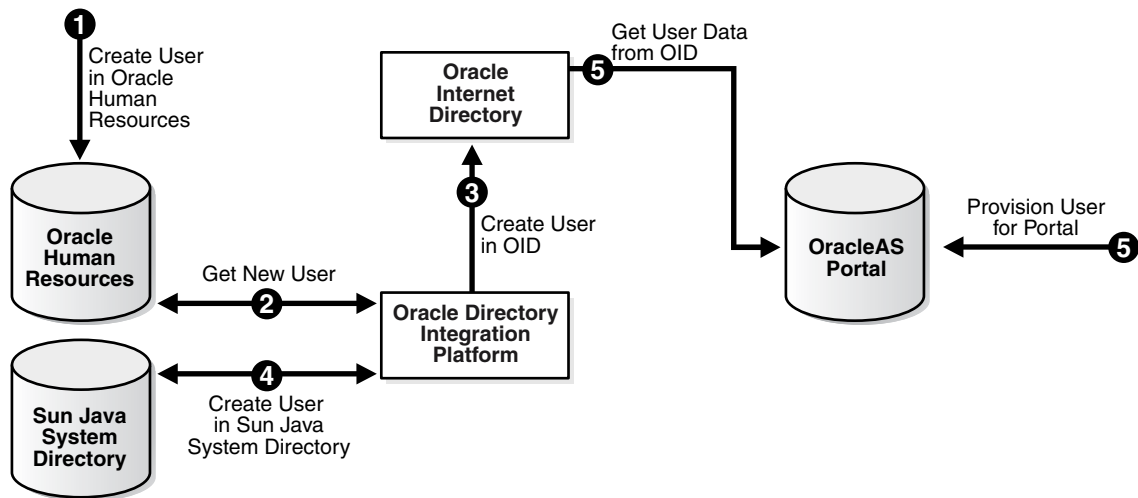 1
Create User
in Oracle
Human
Resources
Oracle
Human
Resources
Get New User
2
Sun Java
System
Directory
4
Create User
in Sun Java
System Directory
Oracle
Internet
Directory
3
Create User
in OID
Oracle Directory
Integration
Platform
Get User Data
from OID
5
OracleAS
Portal
Provision User
for Portal
5